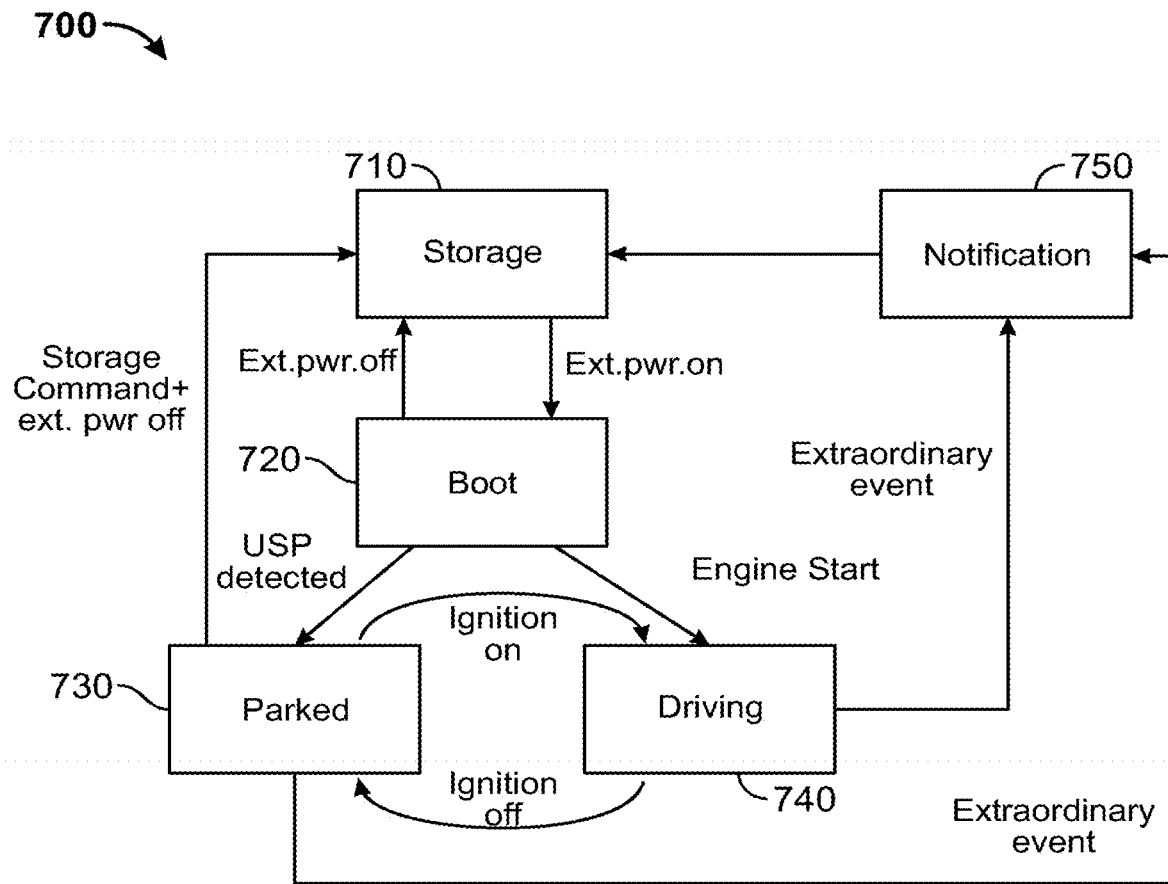 700
710
750
Storage
Notification
Storage
Command+
ext. pwr off
Ext.pwr.off
Ext.pwr.on
720
Boot
Extraordinary
event
USP
detected
Engine Start
Ignition
on
730
Parked
Driving
Ignition
off
740
Extraordinary
event